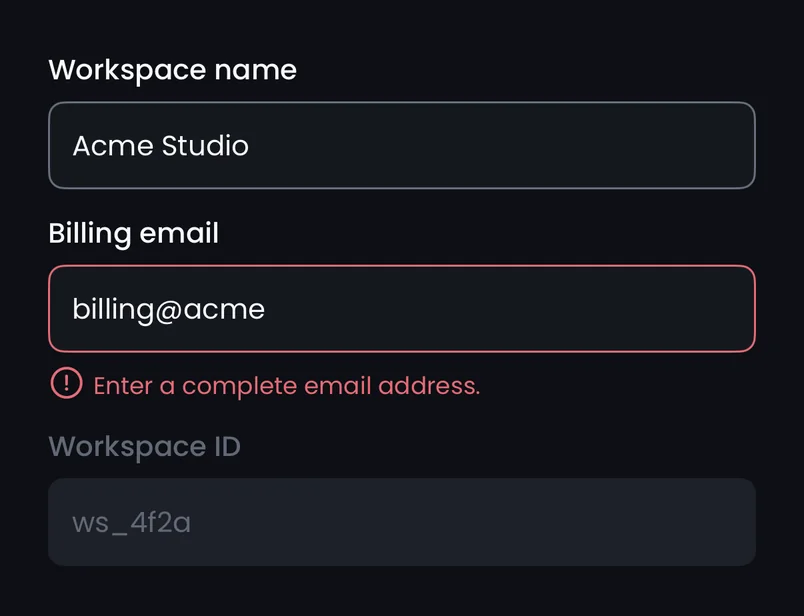 Workspace name
Acme Studio
Billing email
billing@acme
Enter a complete email address.
Workspace ID
ws_4f2a